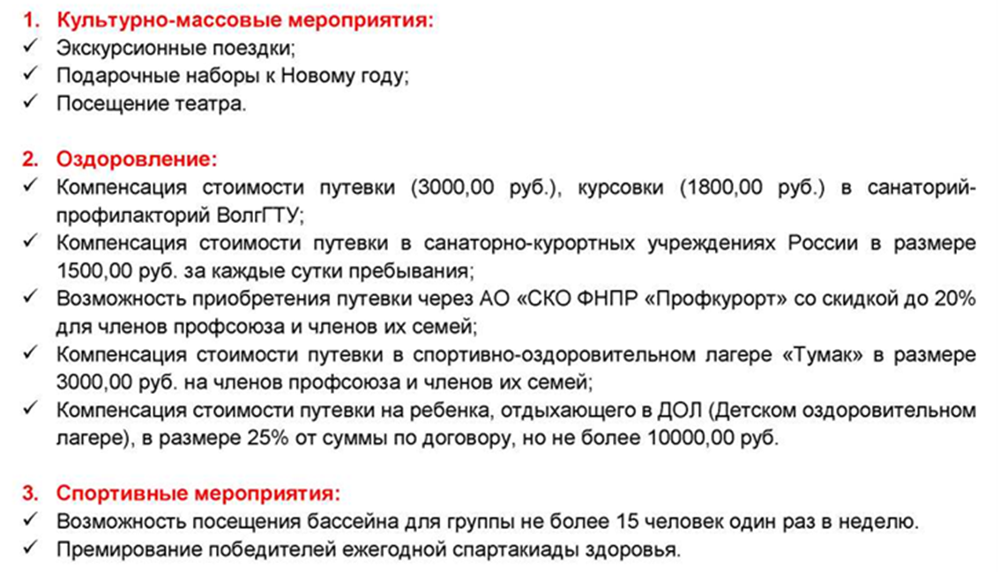 1. Культурно-массовые мероприятия:
✓ Экскурсионные поездки;
✓ Подарочные наборы к Новому году;
✓ Посещение театра.
2. Оздоровление:
✓ Компенсация стоимости путевки (3000,00 руб.), курсовки (1800,00 руб.) в санаторий-
профилакторий ВолгГТУ;
✓ Компенсация стоимости путевки в санаторно-курортных учреждениях России в размере
1500,00 руб. за каждые сутки пребывания;
✓ Возможность приобретения путевки через АО «СКО ФНПР «Профкурорт» со скидкой до 20%
для членов профсоюза и членов их семей;
✓ Компенсация стоимости путевки в спортивно-оздоровительном лагере «Тумак» в размере
3000,00 руб. на членов профсоюза и членов их семей;
✓ Компенсация стоимости путевки на ребенка, отдыхающего в ДОЛ (Детском оздоровительном
лагере), в размере 25% от суммы по договору, но не более 10000,00 руб.
3. Спортивные мероприятия:
✓ Возможность посещения бассейна для группы не более 15 человек один раз в неделю.
✓ Премирование победителей ежегодной спартакиады здоровья.